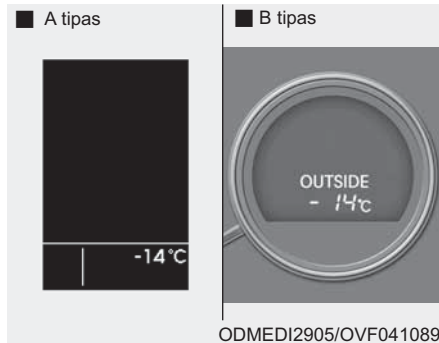 A tipas
B tipas
-14°C
OUTSIDE
- 14°C
ODMEDI2905/OVF041089